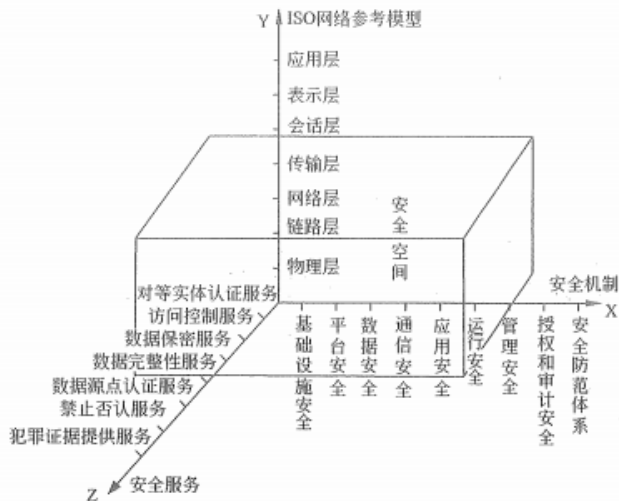 Y ISO网络参考模型
应用层
表示层
会话层
传输层
网络层
链路层
物理层
安全空间
安全机制
X
对等实体认证服务
访问控制服务
数据保密服务
数据完整性服务
数据源点认证服务
禁止否认服务
犯罪证据提供服务
Z 安全服务
基础设施安全
平台安全
数据安全
通信安全
应用安全
运行安全
管理安全
授权和审计安全
安全防范体系